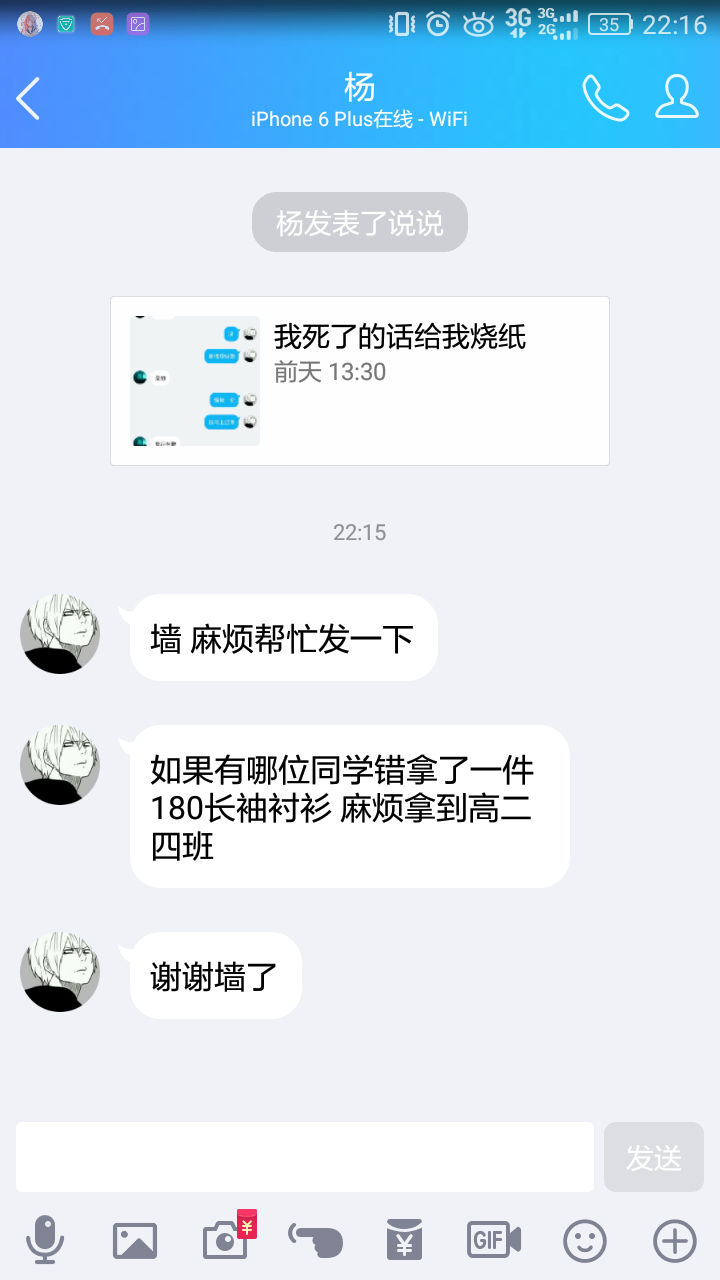 3G 3G 2G 35 22:16
杨
iPhone 6 Plus在线 - WiFi
杨发表了说说
我死了的话给我烧纸
前天 13:30
22:15
墙 麻烦帮忙发一下
如果有哪位同学错拿了一件
180长袖衬衫 麻烦拿到高二
四班
谢谢墙了
发送
¥
¥
GIF